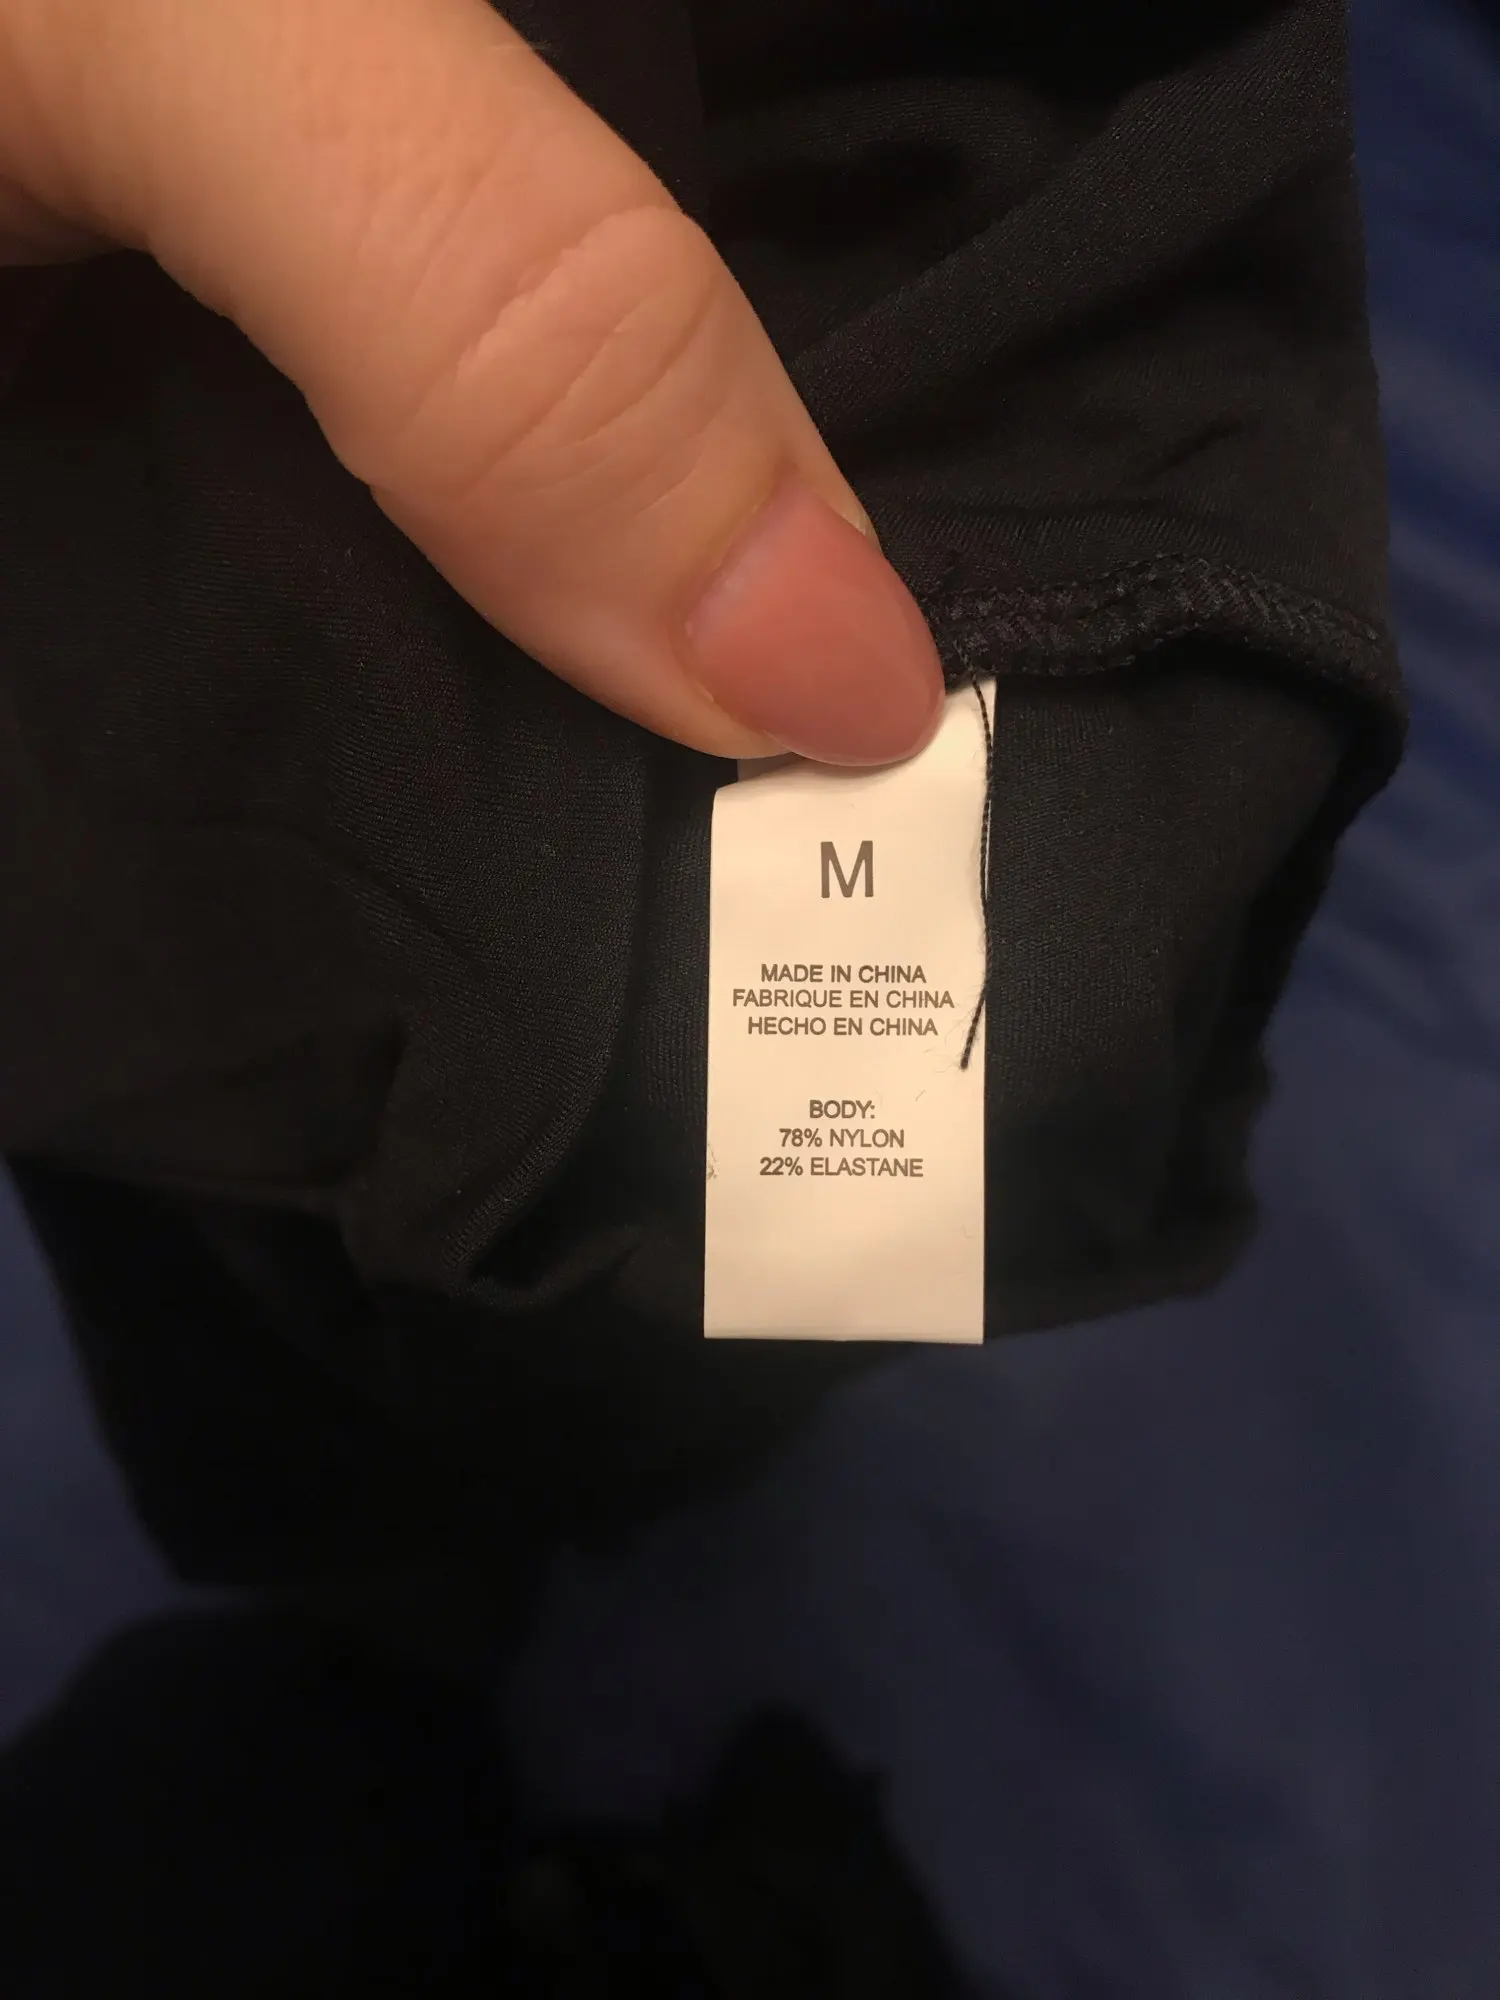 M
MADE IN CHINA
FABRIQUE EN CHINA
HECHO EN CHINA
BODY:
78% NYLON
22% ELASTANE